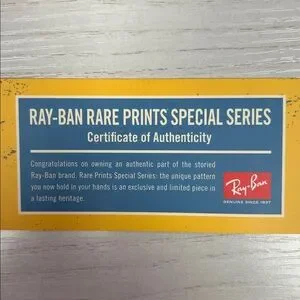 RAY-BAN RARE PRINTS SPECIAL SERIES
Certificate of Authenticity
Congratulations on owning an authentic part of the storied
Ray-Ban brand. Rare Prints Special Series: the unique pattern
you now hold in your hands is an exclusive and limited piece in
a lasting heritage.
Ray-Ban
GENUINE SINCE 1937